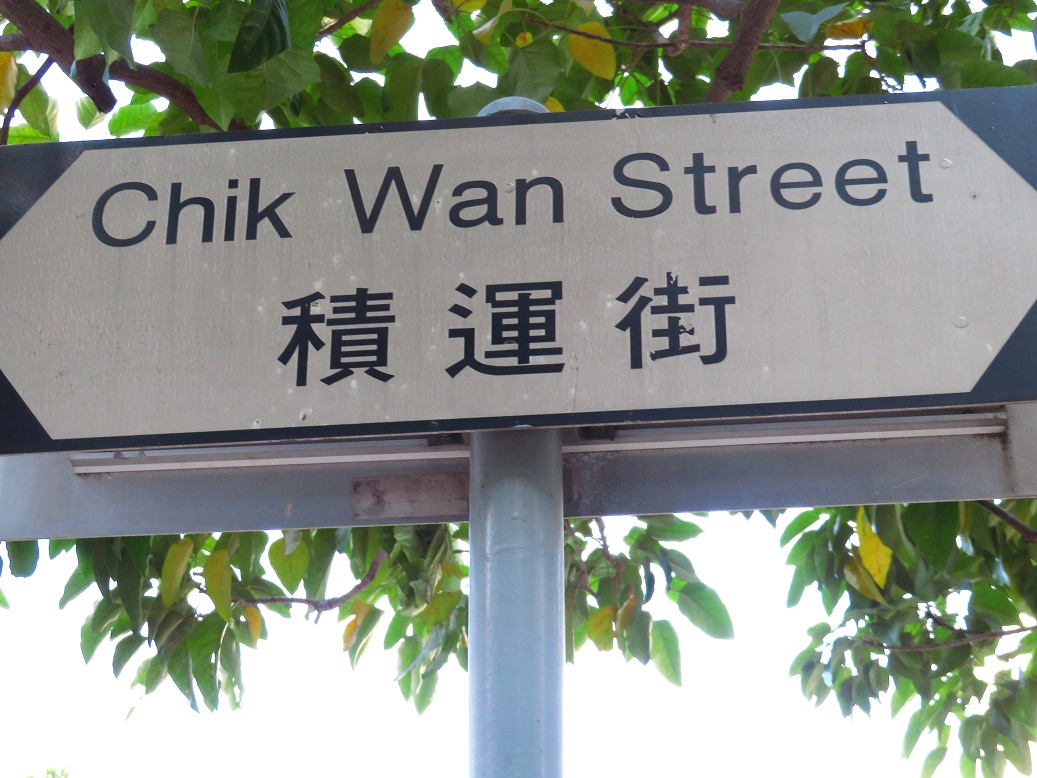 Chik Wan Street
積運街